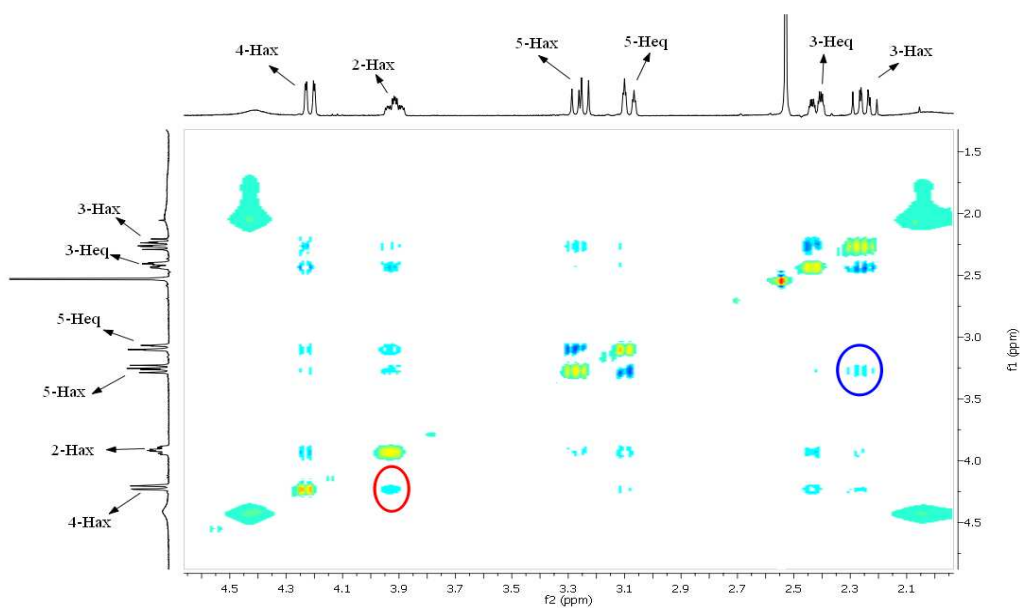 4-Hax
2-Hax
5-Hax
5-Heq
3-Heq
3-Hax
3-Hax
3-Heq
5-Heq
5-Hax
2-Hax
4-Hax
1.5
2.0
2.5
3.0
3.5
4.0
4.5
f1 (ppm)
4.5 4.2 3.9 3.7 3.5 3.3 3.1 2.9 2.7 2.5 2.3 2.1
f2 (ppm)